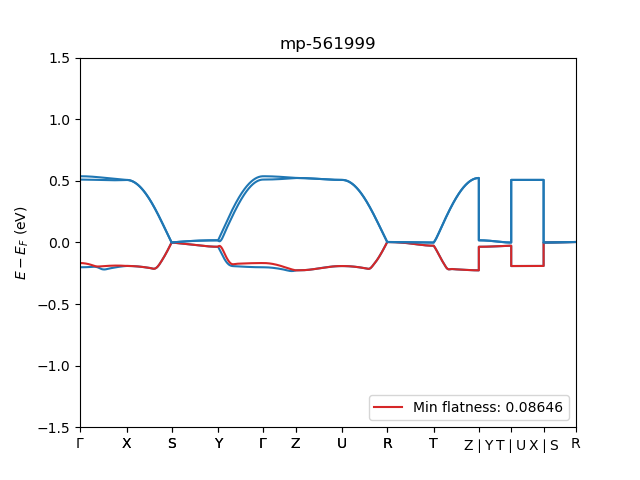 mp-561999
1.5
1.0
0.5
0.0
−0.5
−1.0
−1.5
E − E_F (eV)
Min flatness: 0.08646
Γ X S Y Γ Z U R T Z | Y T | U X | S R